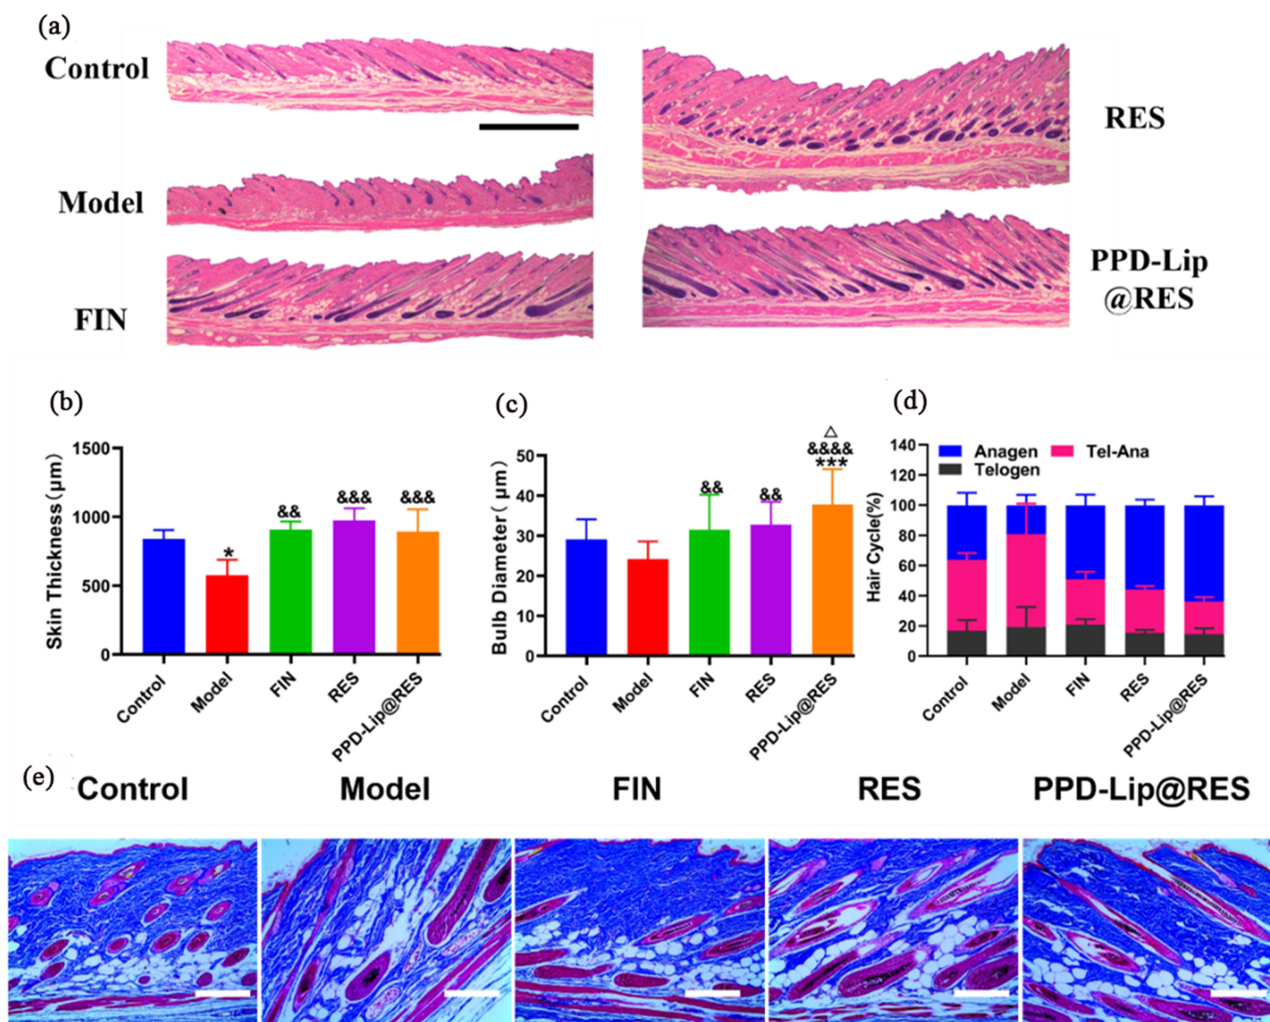 (a)
Control
Model
FIN
RES
PPD-Lip
@RES
(b)
Skin Thickness (μm)
1500
1000
500
0
*
&&
&&&
&&&
Control
Model
FIN
RES
PPD-Lip@RES
(c)
Bulb Diameter ( μm)
50
40
30
20
10
0
&&
&&
△
&&&&
***
Control
Model
FIN
RES
PPD-Lip@RES
(d)
Hair Cycle(%)
140
120
100
80
60
40
20
0
Anagen
Tel-Ana
Telogen
Control
Model
FIN
RES
PPD-Lip@RES
(e)
Control
Model
FIN
RES
PPD-Lip@RES